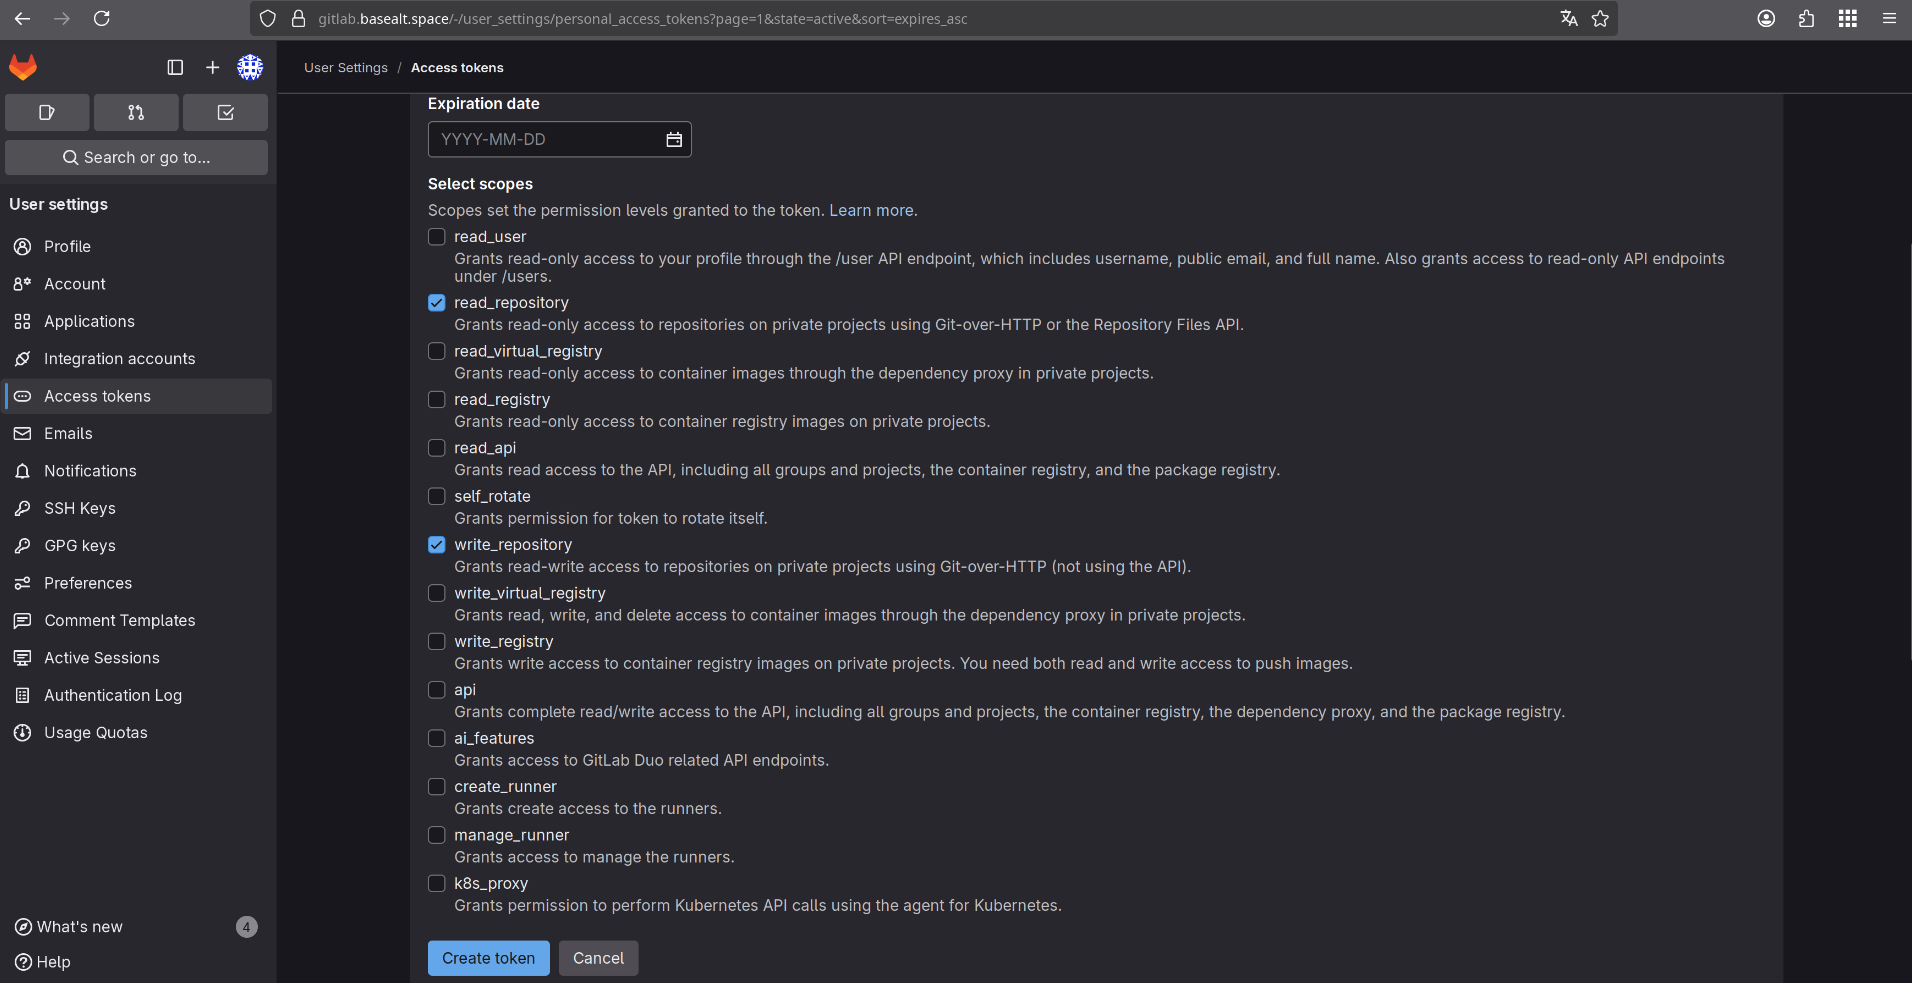 gitlab.basealt.space/-/user_settings/personal_access_tokens?page=1&state=active&sort=expires_asc
User Settings / Access tokens
Search or go to...
User settings
Profile
Account
Applications
Integration accounts
Access tokens
Emails
Notifications
SSH Keys
GPG keys
Preferences
Comment Templates
Active Sessions
Authentication Log
Usage Quotas
What's new 4
Help
Expiration date
YYYY-MM-DD
Select scopes
Scopes set the permission levels granted to the token. Learn more.
read_user
Grants read-only access to your profile through the /user API endpoint, which includes username, public email, and full name. Also grants access to read-only API endpoints
under /users.
read_repository
Grants read-only access to repositories on private projects using Git-over-HTTP or the Repository Files API.
read_virtual_registry
Grants read-only access to container images through the dependency proxy in private projects.
read_registry
Grants read-only access to container registry images on private projects.
read_api
Grants read access to the API, including all groups and projects, the container registry, and the package registry.
self_rotate
Grants permission for token to rotate itself.
write_repository
Grants read-write access to repositories on private projects using Git-over-HTTP (not using the API).
write_virtual_registry
Grants read, write, and delete access to container images through the dependency proxy in private projects.
write_registry
Grants write access to container registry images on private projects. You need both read and write access to push images.
api
Grants complete read/write access to the API, including all groups and projects, the container registry, the dependency proxy, and the package registry.
ai_features
Grants access to GitLab Duo related API endpoints.
create_runner
Grants create access to the runners.
manage_runner
Grants access to manage the runners.
k8s_proxy
Grants permission to perform Kubernetes API calls using the agent for Kubernetes.
Create token
Cancel